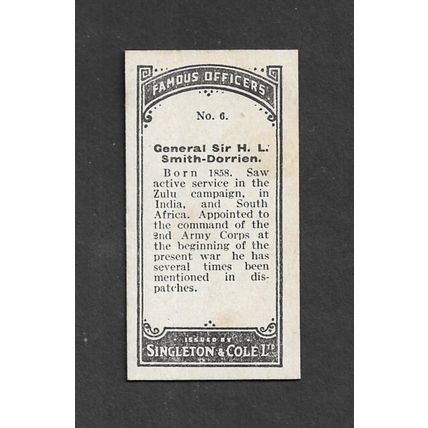 FAMOUS OFFICERS
No. 6.
General Sir H. L.
Smith-Dorrien.
Born 1858. Saw
active service in the
Zulu campaign, in
India, and South
Africa. Appointed to
the command of the
2nd Army Corps at
the beginning of the
present war he has
several times been
mentioned in dis-
patches.
ISSUED BY
SINGLETON & COLE LTD